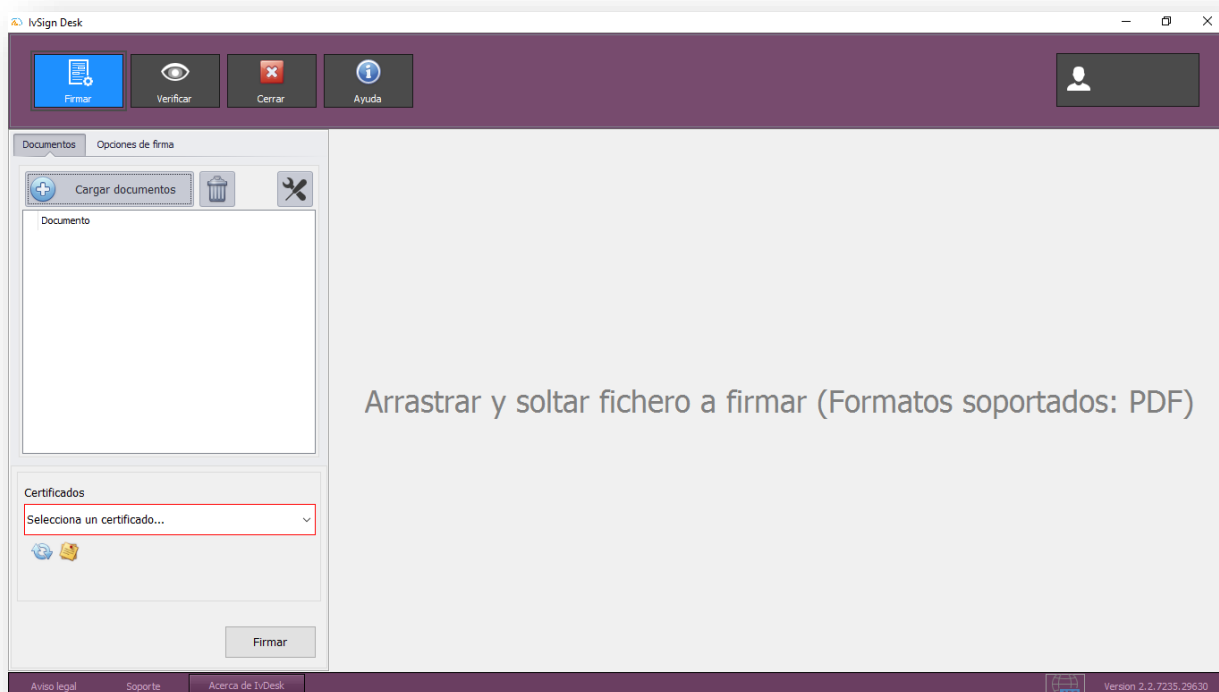 IvSign Desk
Firmar
Verificar
Cerrar
Ayuda
Documentos
Opciones de firma
Cargar documentos
Documento
Arrastrar y soltar fichero a firmar (Formatos soportados: PDF)
Certificados
Selecciona un certificado...
Firmar
Aviso legal
Soporte
Acerca de IvDesk
Version 2.2.7235.29630